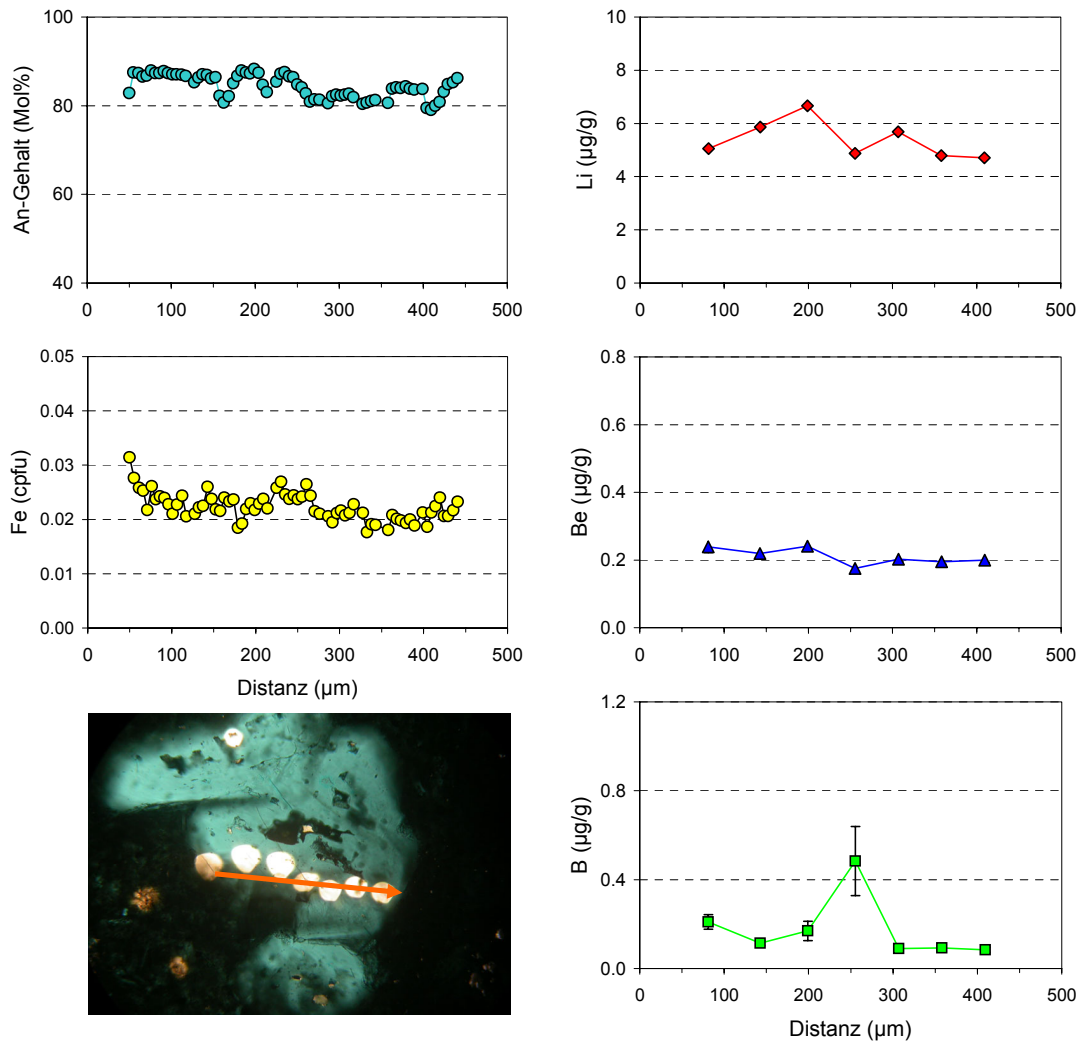 An-Gehalt (Mol%)
100
80
60
40
0 100 200 300 400 500
Li (µg/g)
10
8
6
4
2
0
0 100 200 300 400 500
Fe (cpfu)
0.05
0.04
0.03
0.02
0.01
0.00
0 100 200 300 400 500
Distanz (µm)
Be (µg/g)
0.8
0.6
0.4
0.2
0.0
0 100 200 300 400 500
B (µg/g)
1.2
0.8
0.4
0.0
0 100 200 300 400 500
Distanz (µm)